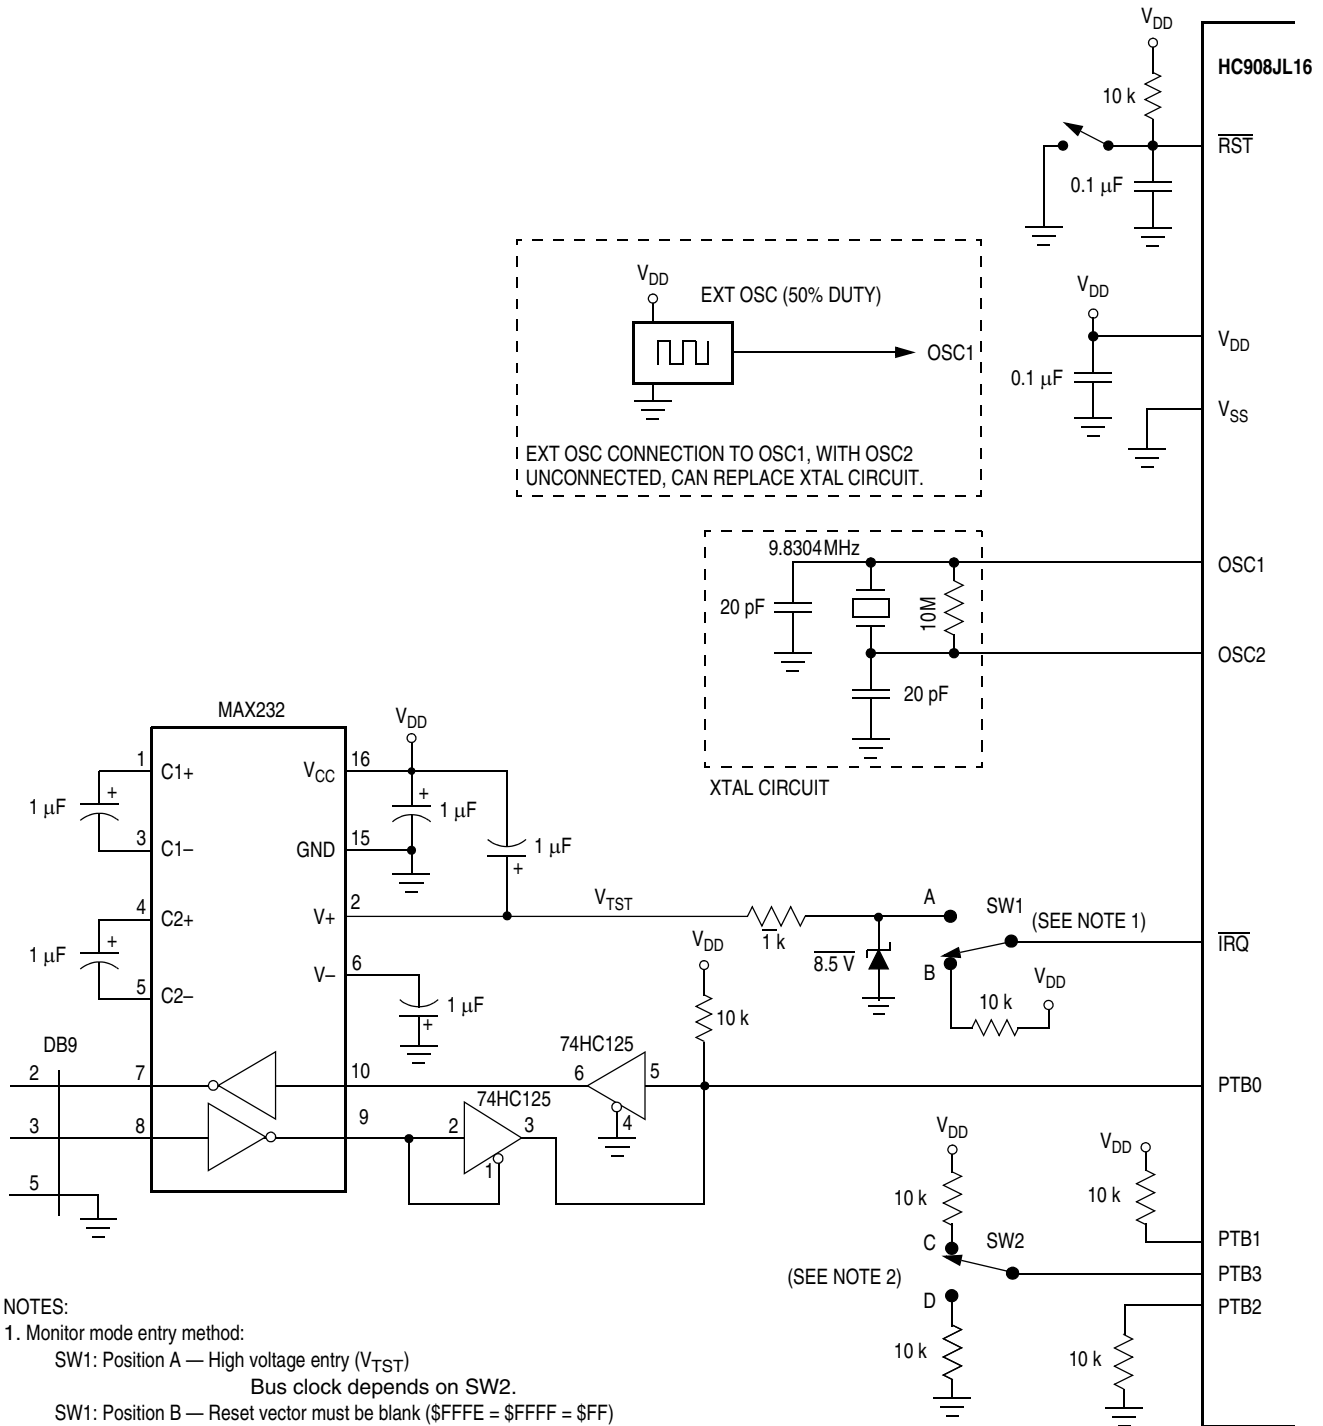 VDD
HC908JL16
10 k
RST
0.1 µF
VDD
EXT OSC (50% DUTY)
OSC1
EXT OSC CONNECTION TO OSC1, WITH OSC2
UNCONNECTED, CAN REPLACE XTAL CIRCUIT.
VDD
VDD
0.1 µF
VSS
9.8304MHz
OSC1
20 pF
10M
OSC2
20 pF
XTAL CIRCUIT
MAX232
VDD
1
C1+
VCC
16
1 µF
+
+
1 µF
3
C1–
GND
15
1 µF
+
4
C2+
V+
2
VTST
1 k
8.5 V
A
SW1
(SEE NOTE 1)
IRQ
B
VDD
10 k
1 µF
+
5
C2–
V–
6
1 µF
+
VDD
10 k
DB9
74HC125
2
7
10
6
5
4
PTB0
3
8
9
74HC125
2
3
1
5
VDD
10 k
C
SW2
(SEE NOTE 2)
D
10 k
VDD
10 k
PTB1
PTB3
PTB2
10 k
NOTES:
1. Monitor mode entry method:
SW1: Position A — High voltage entry (VTST)
Bus clock depends on SW2.
SW1: Position B — Reset vector must be blank ($FFFE = $FFFF = $FF)